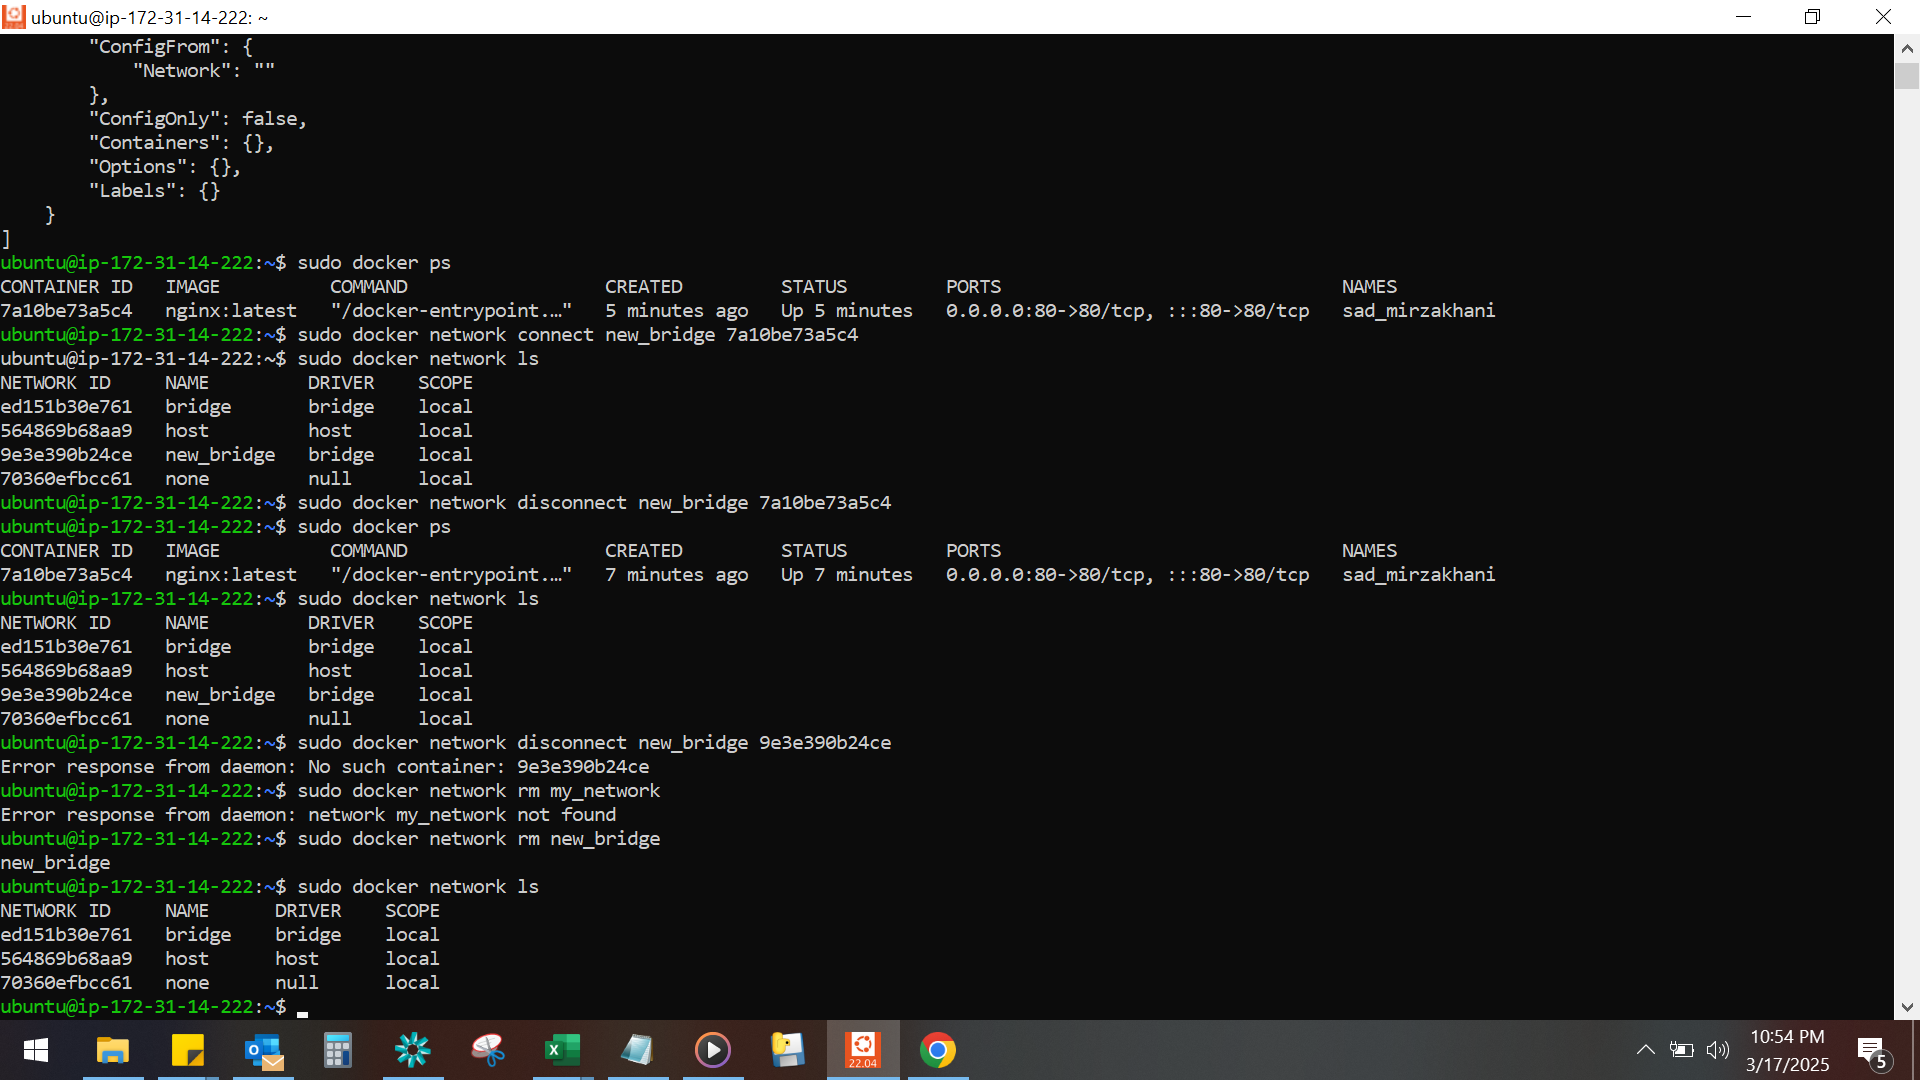 ubuntu@ip-172-31-14-222: ~
        "ConfigFrom": {
            "Network": ""
        },
        "ConfigOnly": false,
        "Containers": {},
        "Options": {},
        "Labels": {}
    }
]
ubuntu@ip-172-31-14-222:~$ sudo docker ps
CONTAINER ID   IMAGE          COMMAND                  CREATED         STATUS         PORTS                               NAMES
7a10be73a5c4   nginx:latest   "/docker-entrypoint.…"   5 minutes ago   Up 5 minutes   0.0.0.0:80->80/tcp, :::80->80/tcp   sad_mirzakhani
ubuntu@ip-172-31-14-222:~$ sudo docker network connect new_bridge 7a10be73a5c4
ubuntu@ip-172-31-14-222:~$ sudo docker network ls
NETWORK ID     NAME         DRIVER    SCOPE
ed151b30e761   bridge       bridge    local
564869b68aa9   host         host      local
9e3e390b24ce   new_bridge   bridge    local
70360efbcc61   none         null      local
ubuntu@ip-172-31-14-222:~$ sudo docker network disconnect new_bridge 7a10be73a5c4
ubuntu@ip-172-31-14-222:~$ sudo docker ps
CONTAINER ID   IMAGE          COMMAND                  CREATED         STATUS         PORTS                               NAMES
7a10be73a5c4   nginx:latest   "/docker-entrypoint.…"   7 minutes ago   Up 7 minutes   0.0.0.0:80->80/tcp, :::80->80/tcp   sad_mirzakhani
ubuntu@ip-172-31-14-222:~$ sudo docker network ls
NETWORK ID     NAME         DRIVER    SCOPE
ed151b30e761   bridge       bridge    local
564869b68aa9   host         host      local
9e3e390b24ce   new_bridge   bridge    local
70360efbcc61   none         null      local
ubuntu@ip-172-31-14-222:~$ sudo docker network disconnect new_bridge 9e3e390b24ce
Error response from daemon: No such container: 9e3e390b24ce
ubuntu@ip-172-31-14-222:~$ sudo docker network rm my_network
Error response from daemon: network my_network not found
ubuntu@ip-172-31-14-222:~$ sudo docker network rm new_bridge
new_bridge
ubuntu@ip-172-31-14-222:~$ sudo docker network ls
NETWORK ID     NAME      DRIVER    SCOPE
ed151b30e761   bridge    bridge    local
564869b68aa9   host      host      local
70360efbcc61   none      null      local
ubuntu@ip-172-31-14-222:~$
22.04
10:54 PM
3/17/2025
5